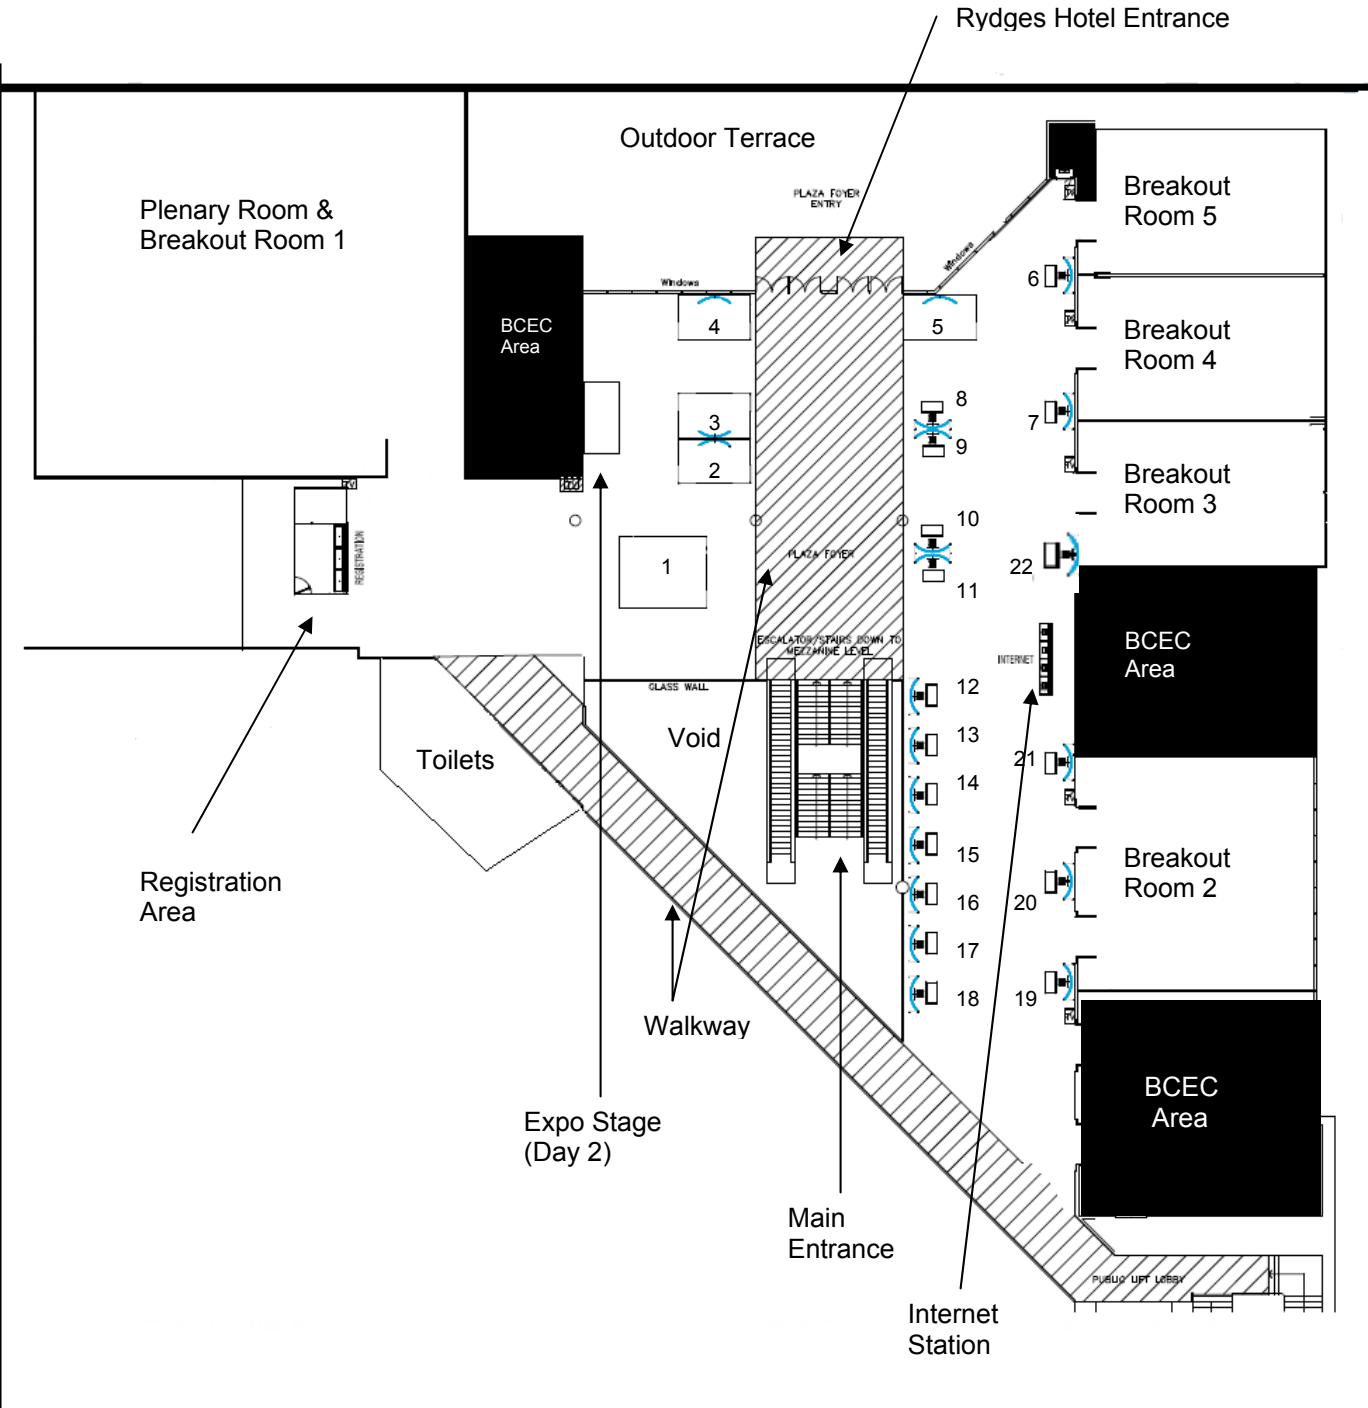 Rydges Hotel Entrance
Outdoor Terrace
PLAZA FOYER
ENTRY
Plenary Room &
Breakout Room 1
Breakout
Room 5
Windows
Windows
6
BCEC
Area
4
5
Breakout
Room 4
8
3
7
9
2
Breakout
Room 3
10
REGISTRATION
PLAZA FOYER
1
22
11
ESCALATOR/STAIRS DOWN TO
MEZZANINE LEVEL
INTERNET
BCEC
Area
GLASS WALL
12
Void
13
Toilets
21
14
15
Breakout
Room 2
Registration
Area
16
20
17
18
19
Walkway
BCEC
Area
Expo Stage
(Day 2)
Main
Entrance
PUBLIC LIFT LOBBY
Internet
Station